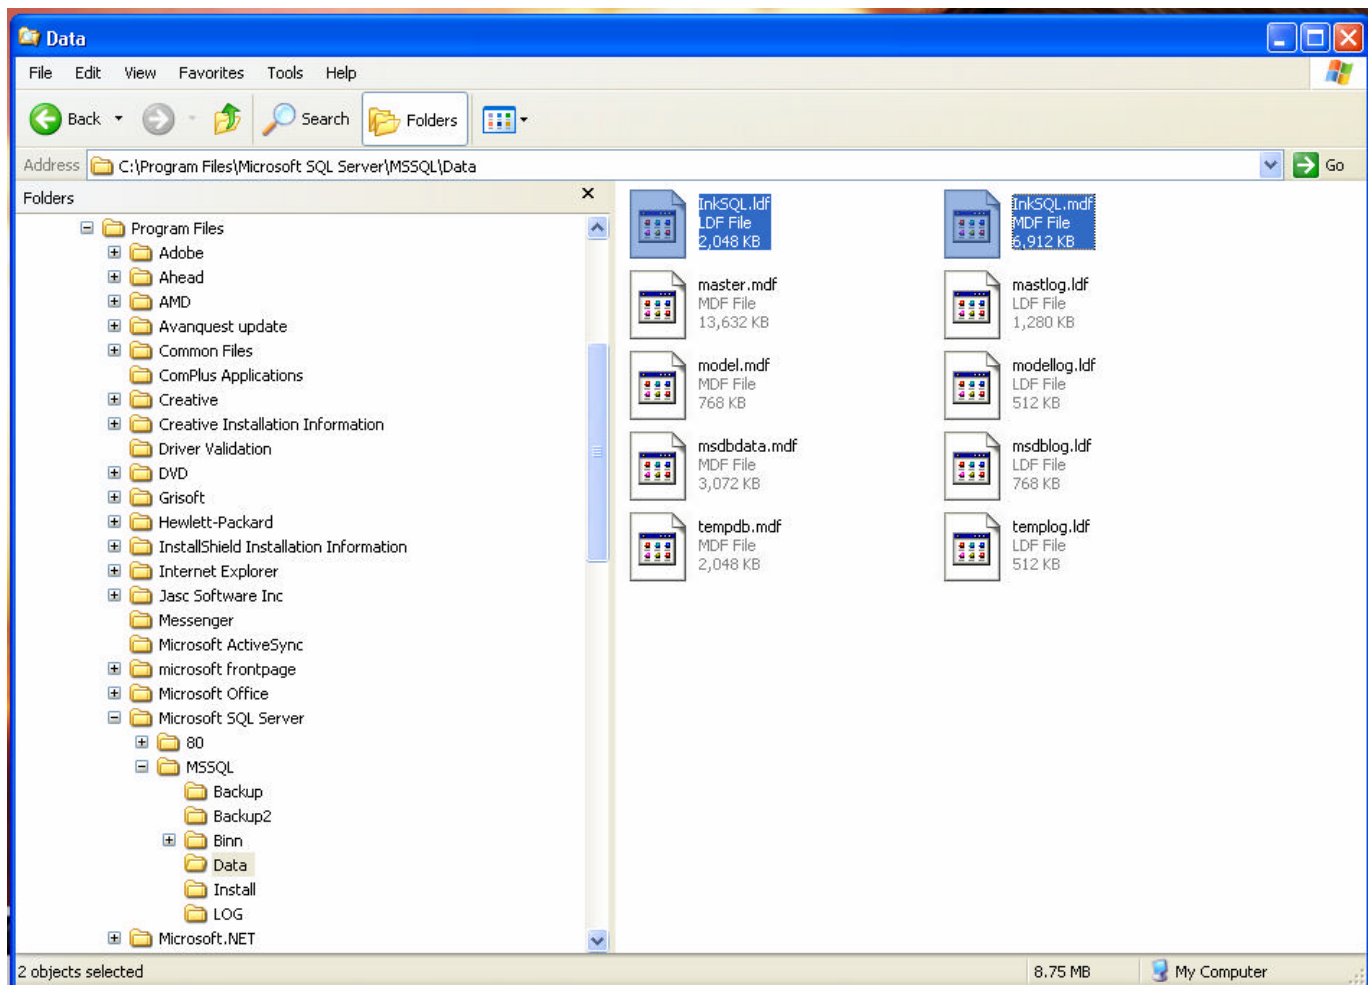 Data
File Edit View Favorites Tools Help
Back Search Folders
Address C:\Program Files\Microsoft SQL Server\MSSQL\Data Go
Folders
Program Files
Adobe
Ahead
AMD
Avanquest update
Common Files
ComPlus Applications
Creative
Creative Installation Information
Driver Validation
DVD
Grisoft
Hewlett-Packard
InstallShield Installation Information
Internet Explorer
Jasc Software Inc
Messenger
Microsoft ActiveSync
microsoft frontpage
Microsoft Office
Microsoft SQL Server
80
MSSQL
Backup
Backup2
Binn
Data
Install
LOG
Microsoft.NET
InkSQL.ldf
LDF File
2,048 KB
InkSQL.mdf
MDF File
6,912 KB
master.mdf
MDF File
13,632 KB
mastlog.ldf
LDF File
1,280 KB
model.mdf
MDF File
768 KB
modellog.ldf
LDF File
512 KB
msdbdata.mdf
MDF File
3,072 KB
msdblog.ldf
LDF File
768 KB
tempdb.mdf
MDF File
2,048 KB
templog.ldf
LDF File
512 KB
2 objects selected 8.75 MB My Computer